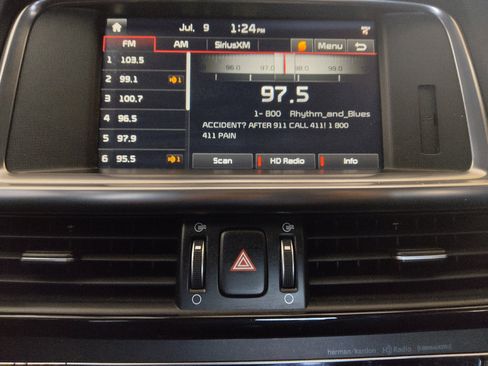 Jul. 9 1:24PM
FM AM SiriusXM Menu
1 103.5
2 99.1 1
3 100.7
4 96.5
5 97.9
6 95.5 1
96.0 97.0 98.0 99.0
97.5
1- 800 Rhythm_and_Blues
ACCIDENT? AFTER 911 CALL 411! 1 800
411 PAIN
Scan HD Radio Info
harman/kardon HD Radio